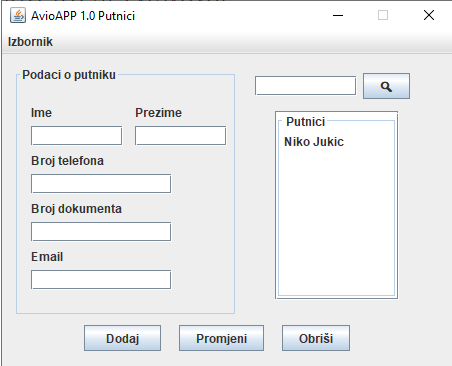 AvioAPP 1.0 Putnici
Izbornik
Podaci o putniku
Ime
Prezime
Broj telefona
Broj dokumenta
Email
Putnici
Niko Jukic
Dodaj
Promjeni
Obriši